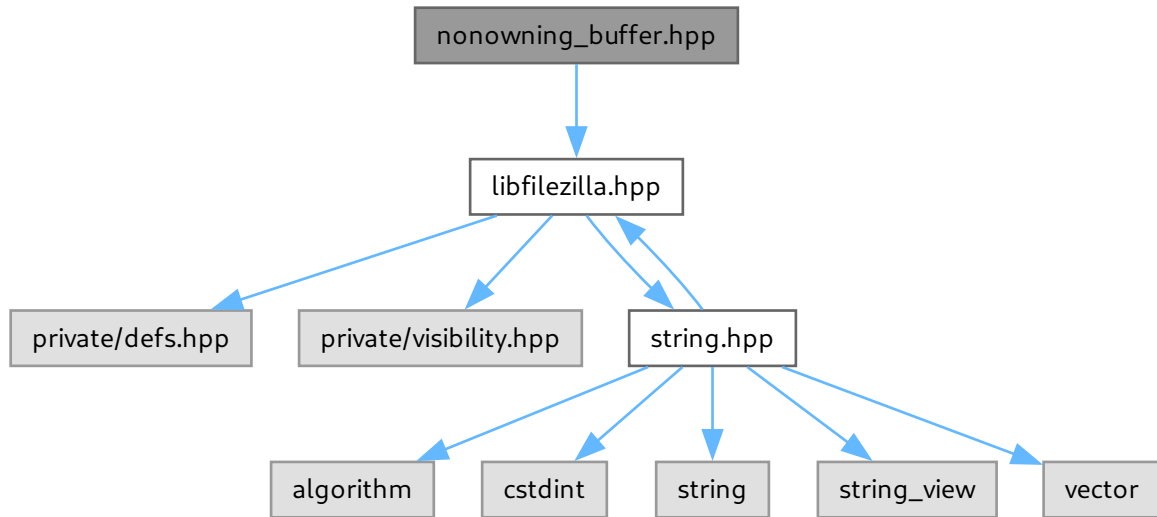 nonowning_buffer.hpp
libfilezilla.hpp
private/defs.hpp
private/visibility.hpp
string.hpp
algorithm
cstdint
string
string_view
vector